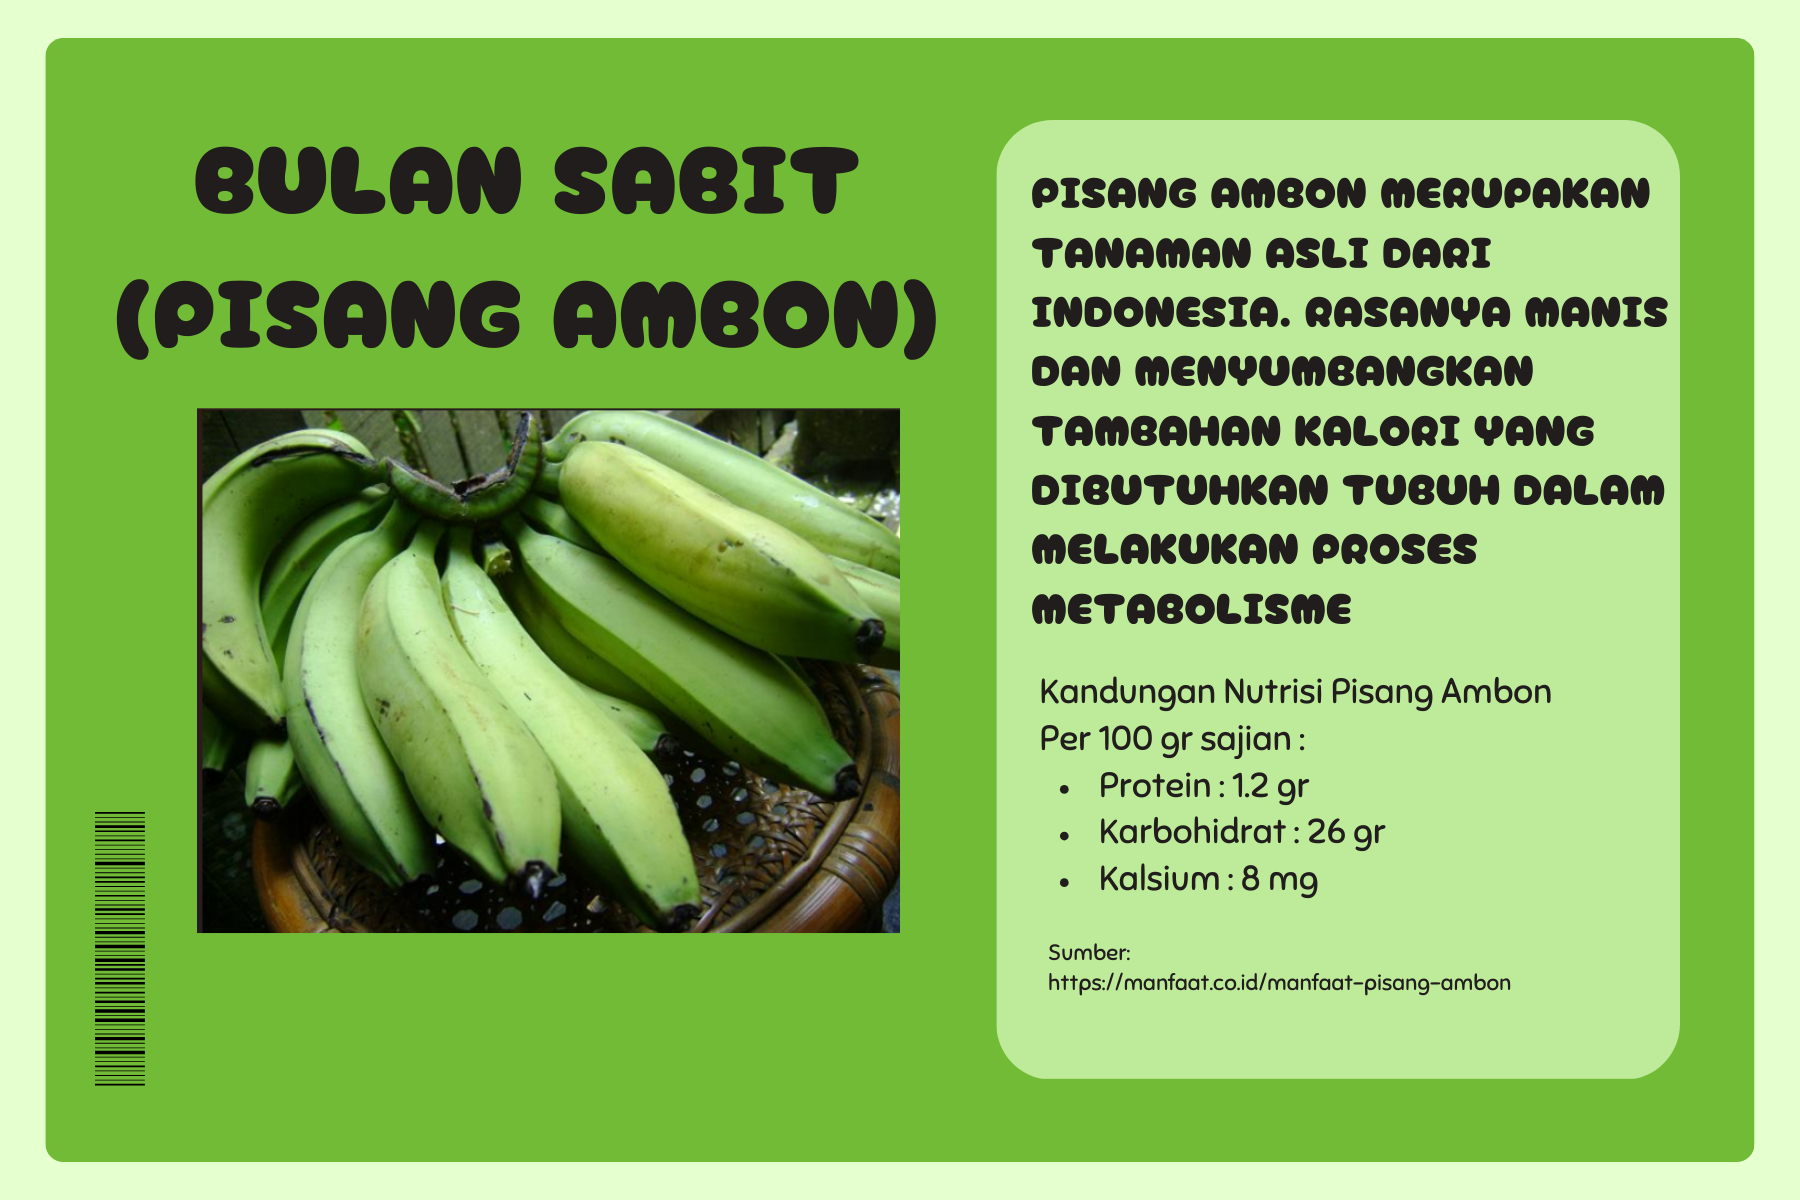 BULAN SABIT
(PISANG AMBON)
PISANG AMBON MERUPAKAN
TANAMAN ASLI DARI
INDONESIA. RASANYA MANIS
DAN MENYUMBANGKAN
TAMBAHAN KALORI YANG
DIBUTUHKAN TUBUH DALAM
MELAKUKAN PROSES
METABOLISME
Kandungan Nutrisi Pisang Ambon
Per 100 gr sajian :
• Protein : 1.2 gr
• Karbohidrat : 26 gr
• Kalsium : 8 mg
Sumber:
https://manfaat.co.id/manfaat-pisang-ambon